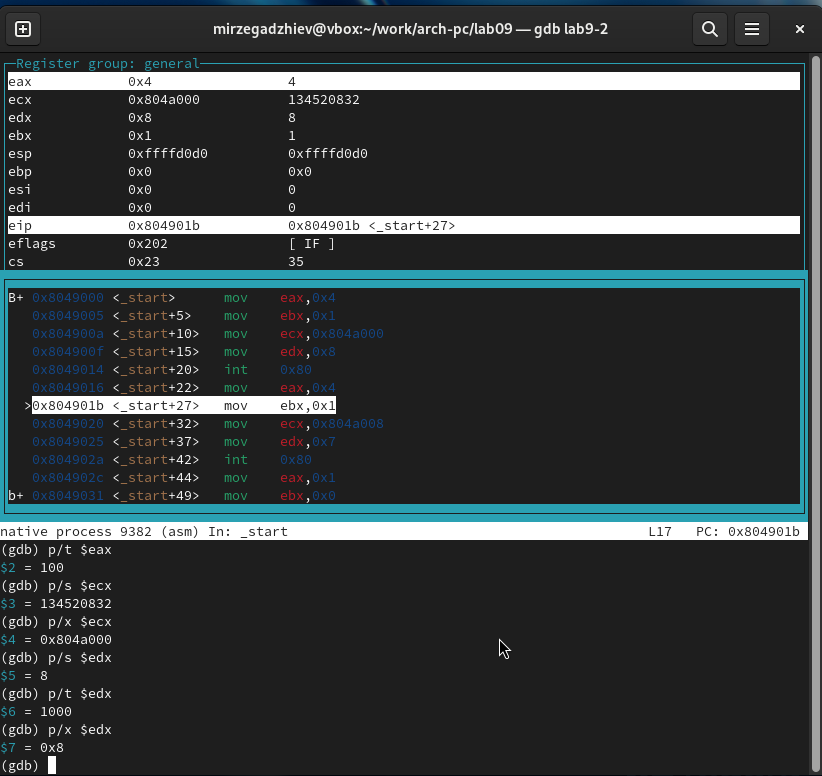 mirzegadzhiev@vbox:~/work/arch-pc/lab09 — gdb lab9-2
Register group: general
eax 0x4 4
ecx 0x804a000 134520832
edx 0x8 8
ebx 0x1 1
esp 0xffffd0d0 0xffffd0d0
ebp 0x0 0x0
esi 0x0 0
edi 0x0 0
eip 0x804901b 0x804901b <_start+27>
eflags 0x202 [ IF ]
cs 0x23 35
B+ 0x8049000 <_start> mov eax,0x4
0x8049005 <_start+5> mov ebx,0x1
0x804900a <_start+10> mov ecx,0x804a000
0x804900f <_start+15> mov edx,0x8
0x8049014 <_start+20> int 0x80
0x8049016 <_start+22> mov eax,0x4
>0x804901b <_start+27> mov ebx,0x1
0x8049020 <_start+32> mov ecx,0x804a008
0x8049025 <_start+37> mov edx,0x7
0x804902a <_start+42> int 0x80
0x804902c <_start+44> mov eax,0x1
b+ 0x8049031 <_start+49> mov ebx,0x0
native process 9382 (asm) In: _start L17 PC: 0x804901b
(gdb) p/t $eax
$2 = 100
(gdb) p/s $ecx
$3 = 134520832
(gdb) p/x $ecx
$4 = 0x804a000
(gdb) p/s $edx
$5 = 8
(gdb) p/t $edx
$6 = 1000
(gdb) p/x $edx
$7 = 0x8
(gdb)